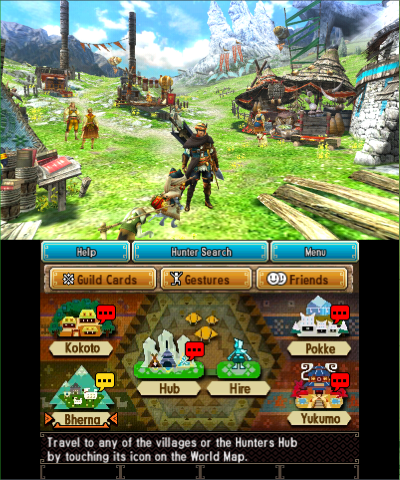 Help
Hunter Search
Menu
Guild Cards
Gestures
Friends
Kokoto
Pokke
Hub
Hire
Bherna
Yukumo
Travel to any of the villages or the Hunters Hub
by touching its icon on the World Map.